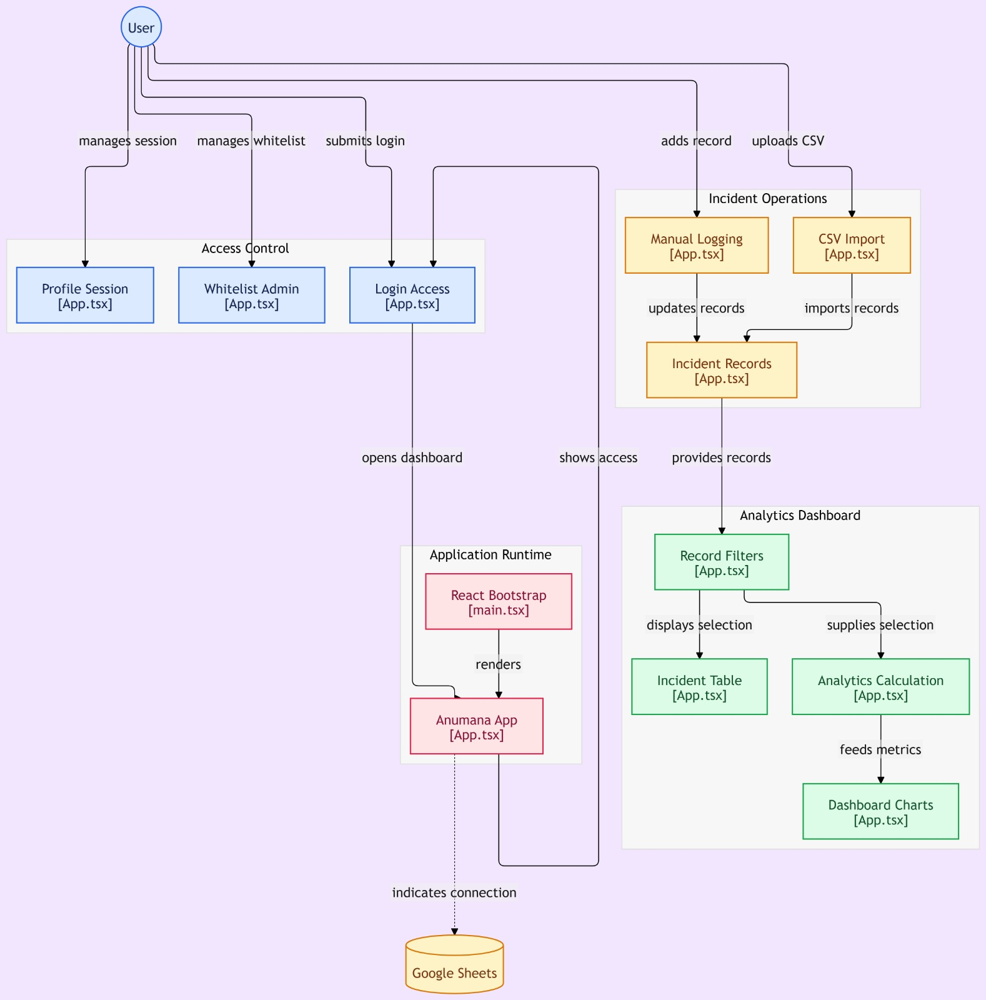 User
manages session
manages whitelist
submits login
adds record
uploads CSV
Incident Operations
Manual Logging
[App.tsx]
CSV Import
[App.tsx]
Access Control
Profile Session
[App.tsx]
Whitelist Admin
[App.tsx]
Login Access
[App.tsx]
updates records
imports records
Incident Records
[App.tsx]
opens dashboard
shows access
provides records
Analytics Dashboard
Application Runtime
Record Filters
[App.tsx]
React Bootstrap
[main.tsx]
displays selection
supplies selection
renders
Incident Table
[App.tsx]
Analytics Calculation
[App.tsx]
Anumana App
[App.tsx]
feeds metrics
Dashboard Charts
[App.tsx]
indicates connection
Google Sheets